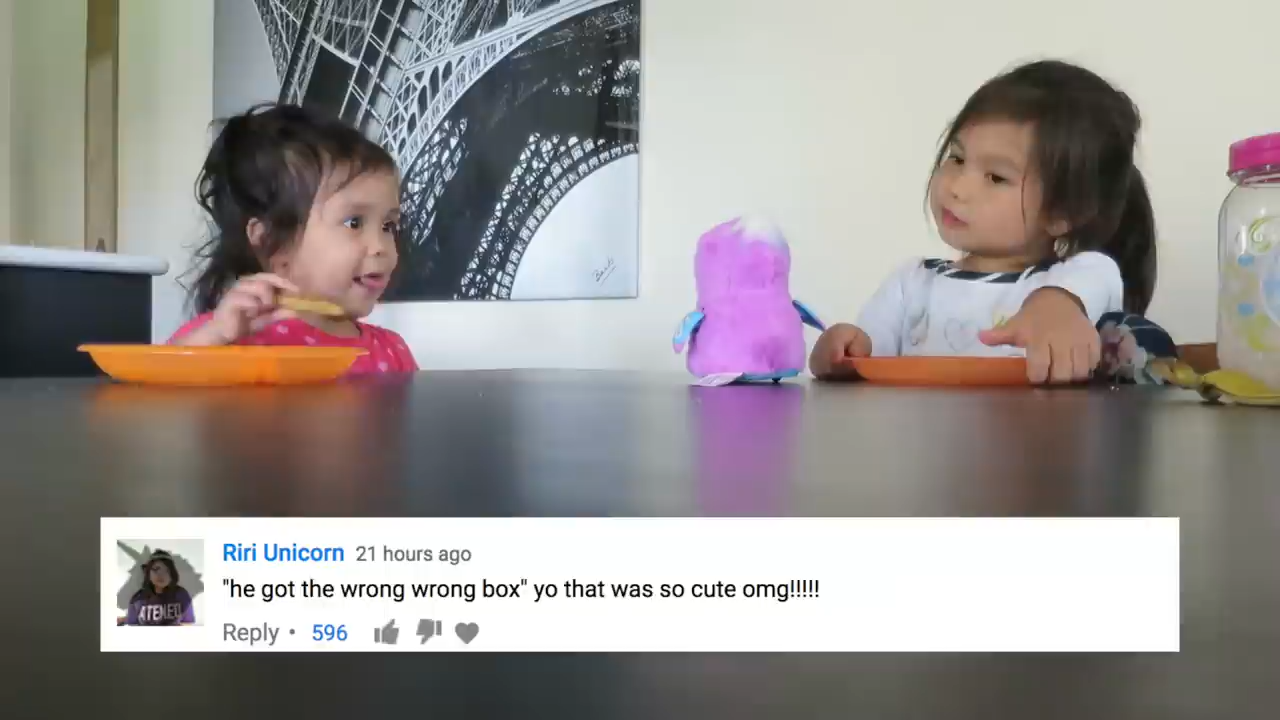 Riri Unicorn 21 hours ago
"he got the wrong wrong box" yo that was so cute omg!!!!!
Reply • 596